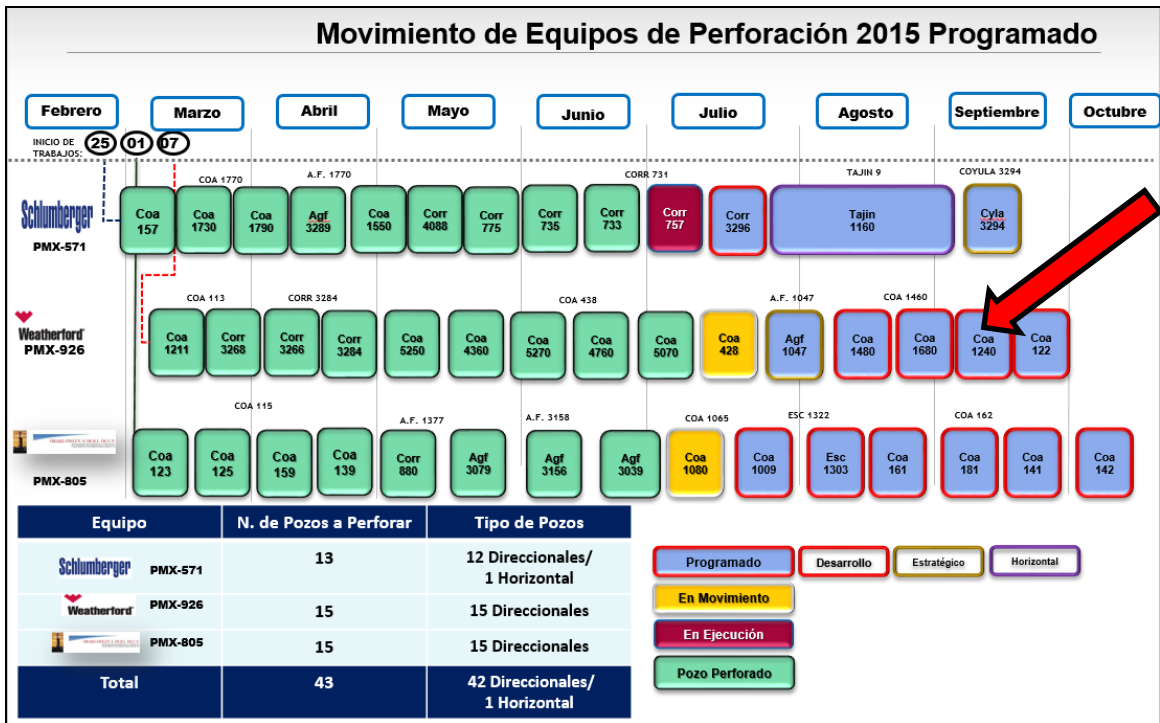 Movimiento de Equipos de Perforación 2015 Programado
Febrero
Marzo
Abril
Mayo
Junio
Julio
Agosto
Septiembre
Octubre
INICIO DE
TRABAJOS:
25
01
07
COA 1770
A.F. 1770
CORR 731
TAJIN 9
COYULA 3294
Schlumberger
PMX-571
Coa
157
Coa
1730
Coa
1790
Agf
3289
Coa
1550
Corr
4088
Corr
775
Corr
735
Corr
733
Corr
757
Corr
3296
Tajin
1160
Cyla
3294
COA 113
CORR 3284
COA 438
A.F. 1047
COA 1460
Weatherford
PMX-926
Coa
1211
Corr
3268
Corr
3266
Corr
3284
Coa
5250
Coa
4360
Coa
5270
Coa
4760
Coa
5070
Coa
428
Agf
1047
Coa
1480
Coa
1680
Coa
1240
Coa
122
COA 115
A.F. 1377
A.F. 3158
COA 1065
ESC 1322
COA 162
PMX-805
Coa
123
Coa
125
Coa
159
Coa
139
Corr
880
Agf
3079
Agf
3156
Agf
3039
Coa
1080
Coa
1009
Esc
1303
Coa
161
Coa
181
Coa
141
Coa
142
Equipo
N. de Pozos a Perforar
Tipo de Pozos
Schlumberger PMX-571
13
12 Direccionales/
1 Horizontal
Weatherford PMX-926
15
15 Direccionales
PMX-805
15
15 Direccionales
Total
43
42 Direccionales/
1 Horizontal
Programado
Desarrollo
Estratégico
Horizontal
En Movimiento
En Ejecución
Pozo Perforado